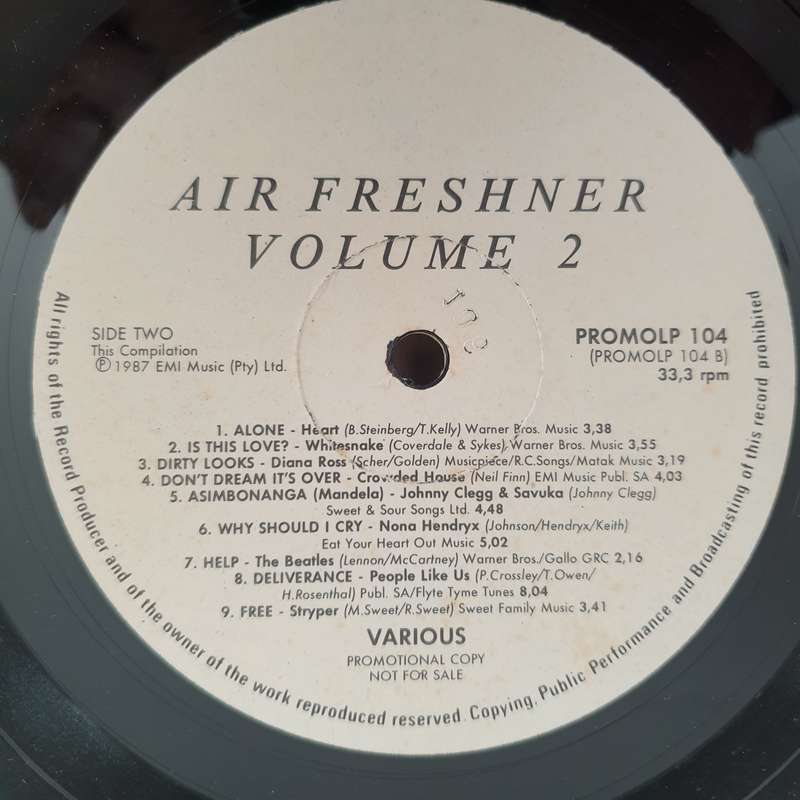 AIR FRESHNER
VOLUME 2
178
SIDE TWO
This Compilation
Ⓟ 1987 EMI Music (Pty) Ltd.
PROMOLP 104
(PROMOLP 104 B)
33,3 rpm
1. ALONE - Heart (B.Steinberg/T.Kelly) Warner Bros. Music 3,38
2. IS THIS LOVE? - Whitesnake (Coverdale & Sykes) Warner Bros. Music 3,55
3. DIRTY LOOKS - Diana Ross (Scher/Golden) Musicpiece/R.C.Songs/Matak Music 3,19
4. DON'T DREAM IT'S OVER - Crowded House (Neil Finn) EMI Music Publ. SA 4,03
5. ASIMBONANGA (Mandela) - Johnny Clegg & Savuka (Johnny Clegg)
Sweet & Sour Songs Ltd. 4,48
6. WHY SHOULD I CRY - Nona Hendryx (Johnson/Hendryx/Keith)
Eat Your Heart Out Music 5,02
7. HELP - The Beatles (Lennon/McCartney) Warner Bros./Gallo GRC 2,16
8. DELIVERANCE - People Like Us (P.Crossley/T.Owen/
H.Rosenthal) Publ. SA/Flyte Tyme Tunes 8,04
9. FREE - Stryper (M.Sweet/R.Sweet) Sweet Family Music 3,41
VARIOUS
PROMOTIONAL COPY
NOT FOR SALE
All rights of the Record Producer and of the owner of the work reproduced reserved. Copying, Public Performance and Broadcasting of this record prohibited